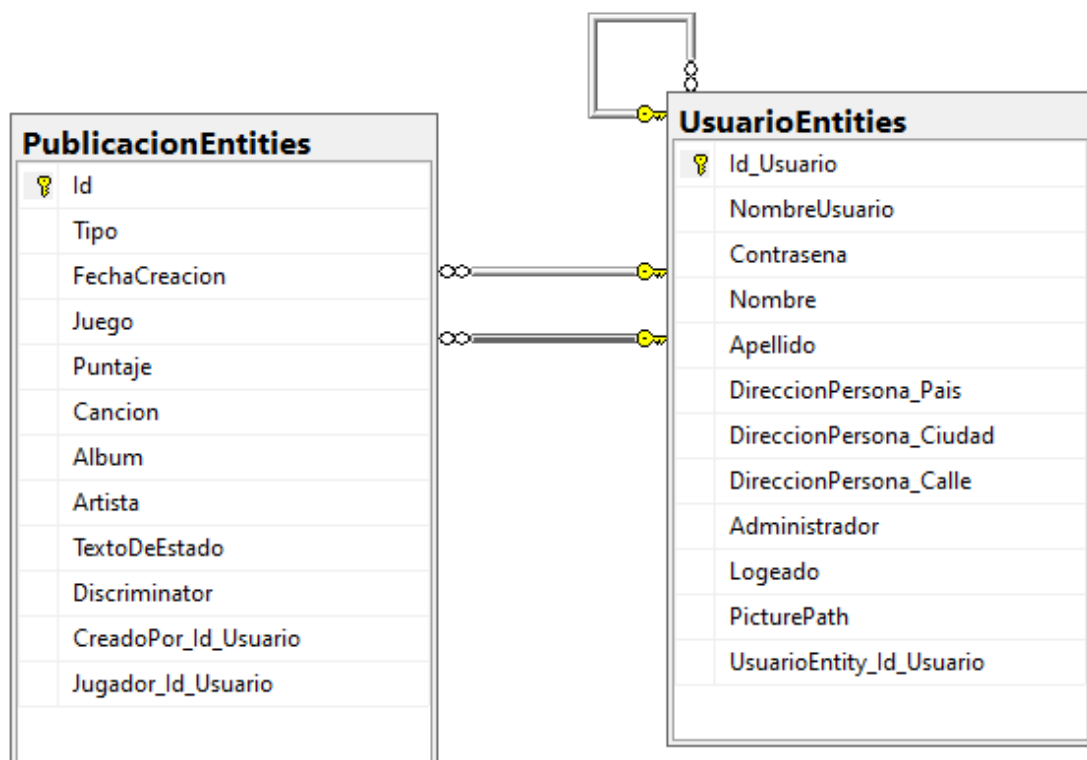 PublicacionEntities
Id
Tipo
FechaCreacion
Juego
Puntaje
Cancion
Album
Artista
TextoDeEstado
Discriminator
CreadoPor_Id_Usuario
Jugador_Id_Usuario
UsuarioEntities
Id_Usuario
NombreUsuario
Contrasena
Nombre
Apellido
DireccionPersona_Pais
DireccionPersona_Ciudad
DireccionPersona_Calle
Administrador
Logeado
PicturePath
UsuarioEntity_Id_Usuario